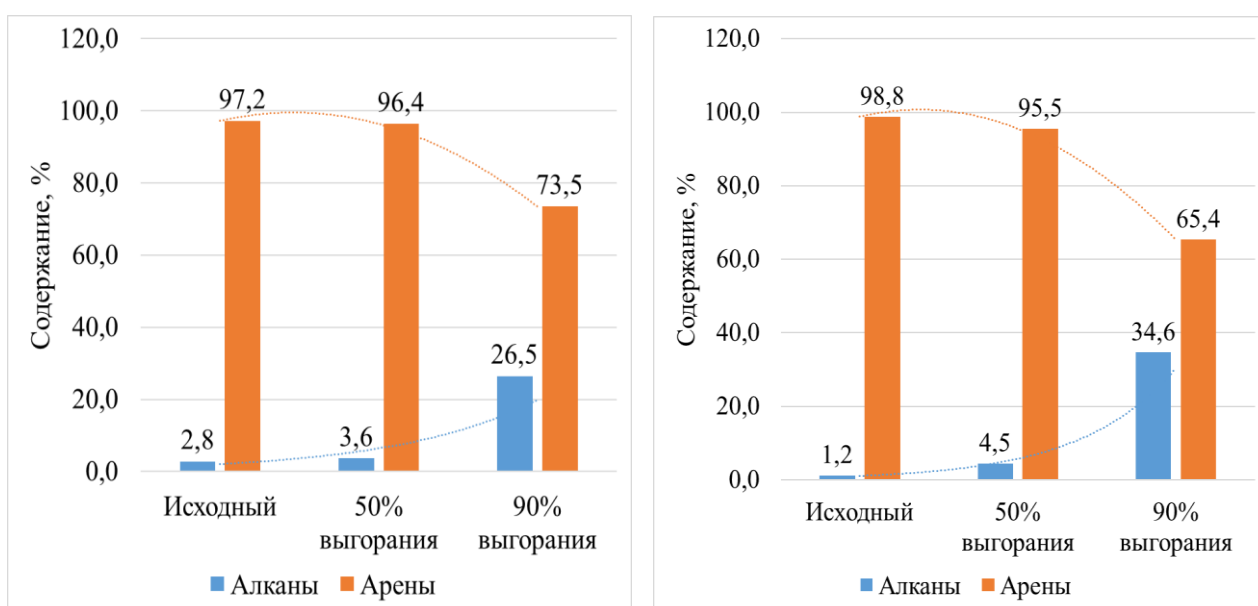 120,0
100,0
80,0
60,0
40,0
20,0
0,0
Содержание, %
97,2
96,4
73,5
2,8
3,6
26,5
Исходный
50%
выгорания
90%
выгорания
Алканы
Арены
120,0
100,0
80,0
60,0
40,0
20,0
0,0
Содержание, %
98,8
95,5
65,4
1,2
4,5
34,6
Исходный
50%
выгорания
90%
выгорания
Алканы
Арены